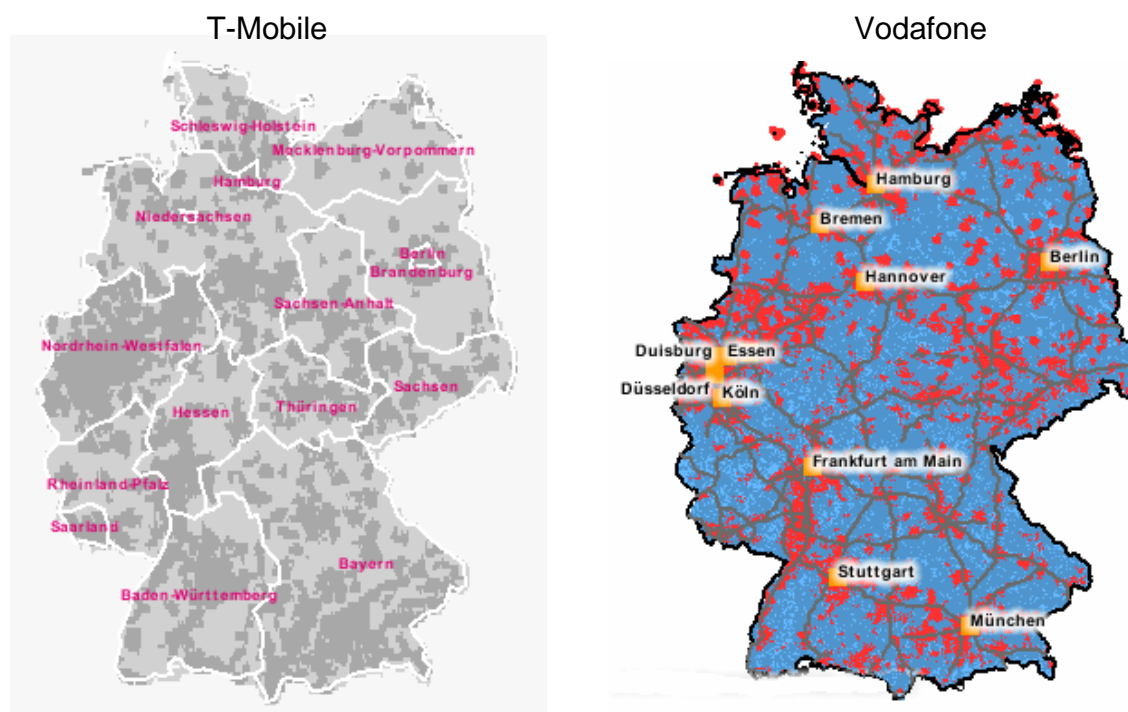 T-Mobile
Schleswig-Holstein
Mecklenburg-Vorpommern
Hamburg
Niedersachsen
Berlin
Brandenburg
Sachsen-Anhalt
Nordrhein-Westfalen
Sachsen
Hessen
Thüringen
Rheinland-Pfalz
Saarland
Bayern
Baden-Württemberg
Vodafone
Hamburg
Bremen
Berlin
Hannover
Duisburg
Essen
Düsseldorf
Köln
Frankfurt am Main
Stuttgart
München